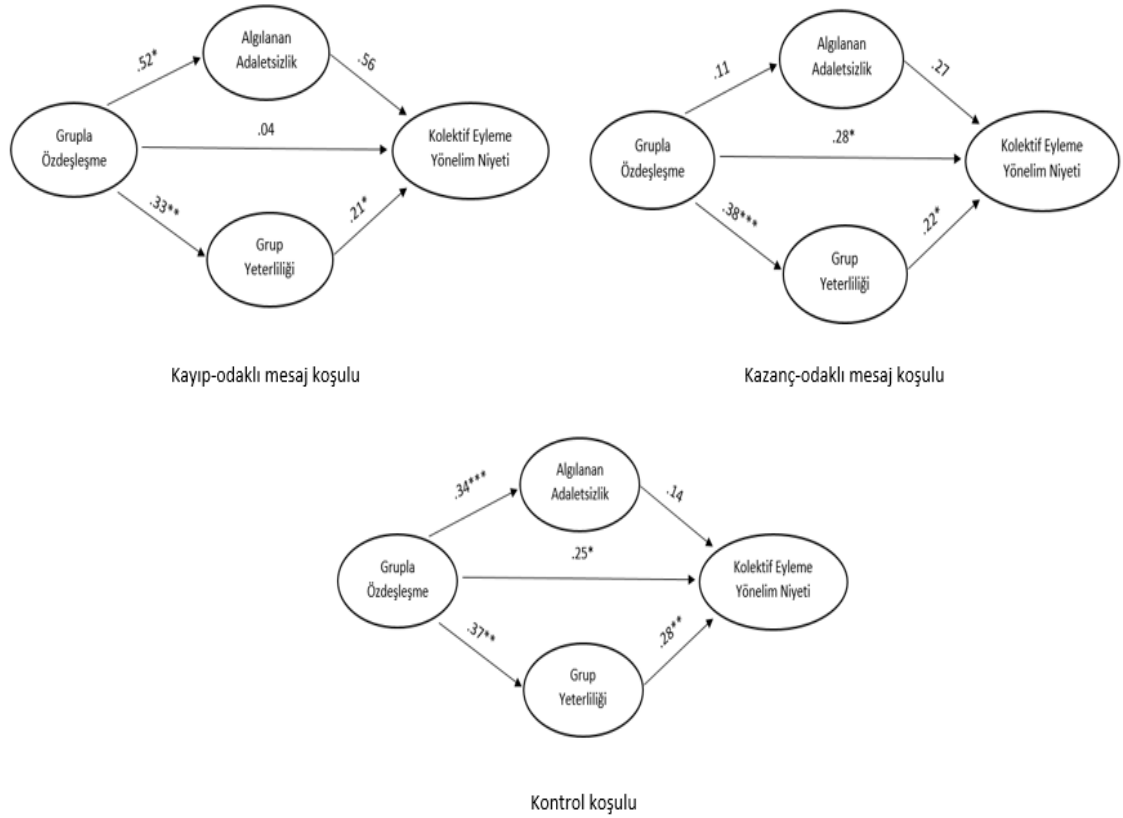 Algılanan
Adaletsizlik
.52*
.56
Grupla
Özdeşleşme
.04
Kolektif Eyleme
Yönelim Niyeti
.33**
.21*
Grup
Yeterliliği
Kayıp-odaklı mesaj koşulu
Algılanan
Adaletsizlik
.11
.27
Grupla
Özdeşleşme
.28*
Kolektif Eyleme
Yönelim Niyeti
.38***
.22*
Grup
Yeterliliği
Kazanç-odaklı mesaj koşulu
Algılanan
Adaletsizlik
.34***
.14
Grupla
Özdeşleşme
.25*
Kolektif Eyleme
Yönelim Niyeti
.37**
.28**
Grup
Yeterliliği
Kontrol koşulu